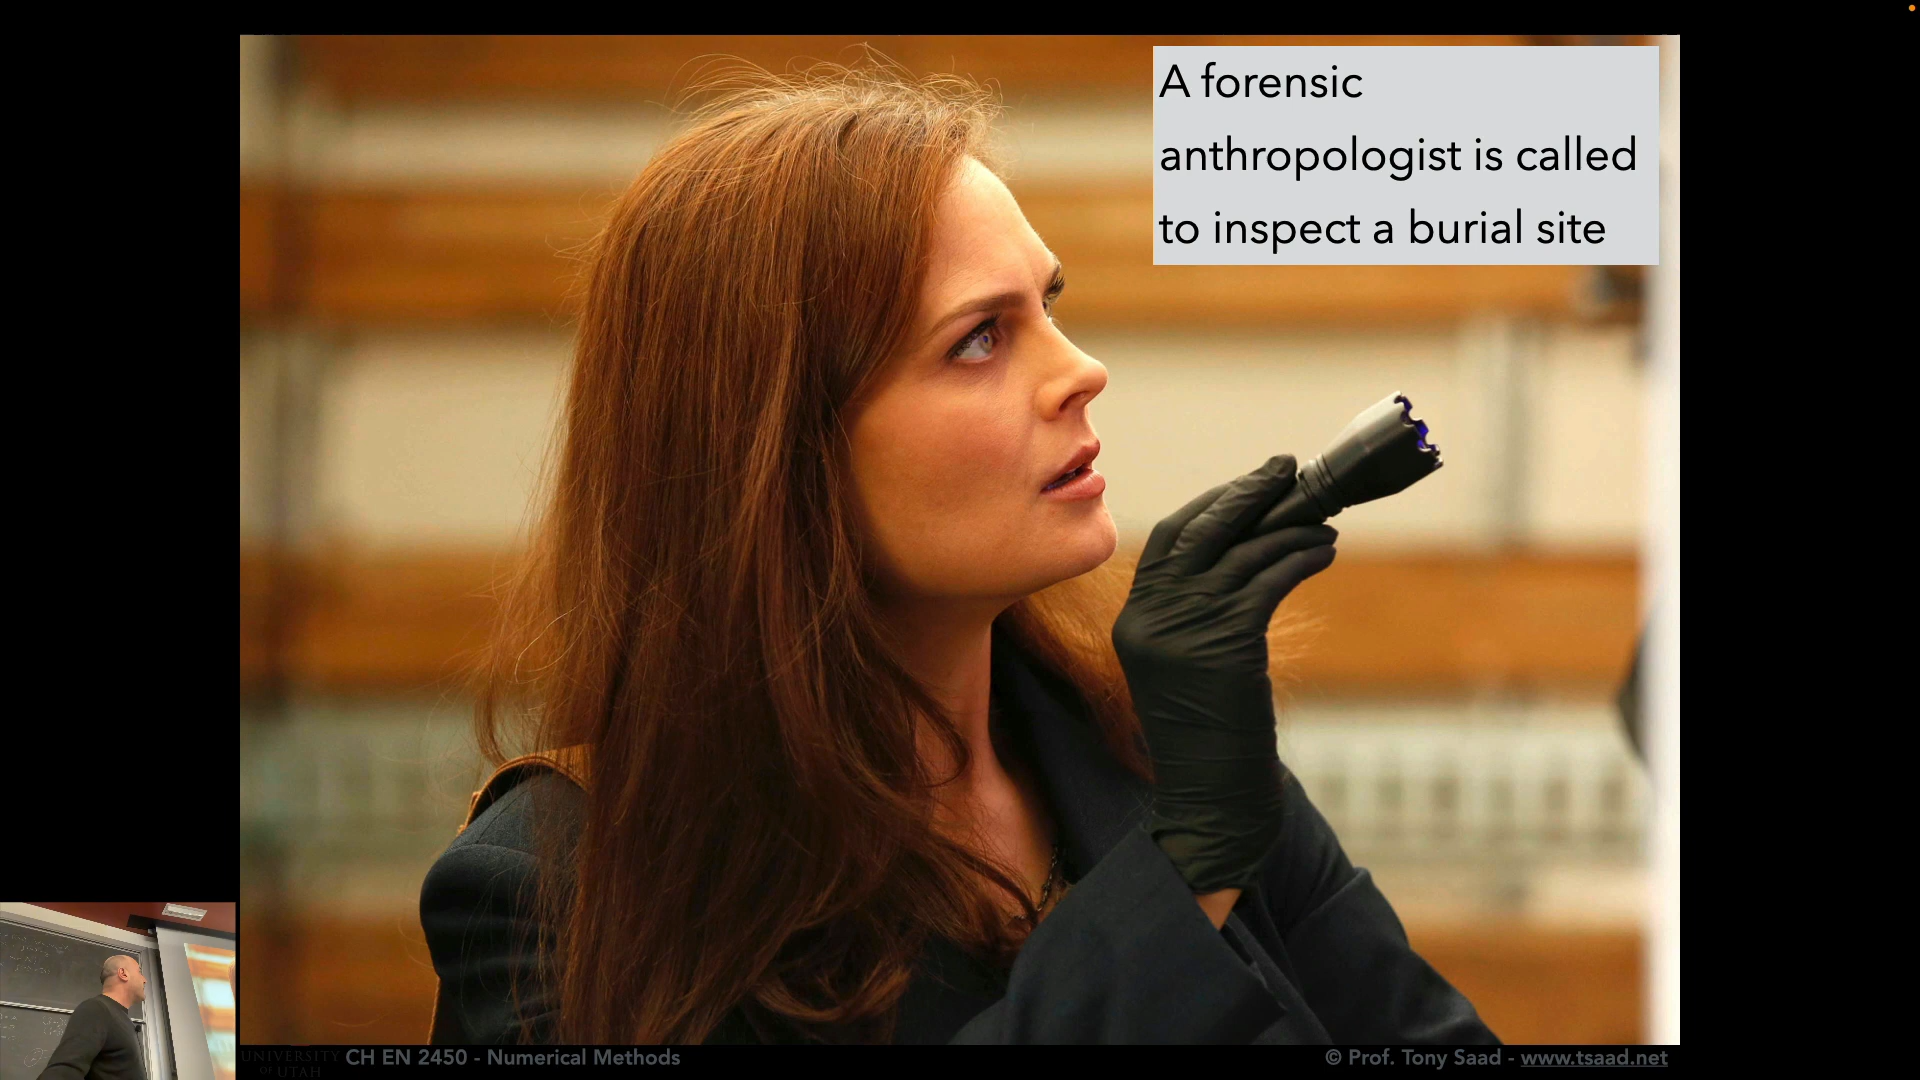 A forensic
anthropologist is called
to inspect a burial site
UNIVERSITY
OF UTAH
CH EN 2450 - Numerical Methods
© Prof. Tony Saad - www.tsaad.net